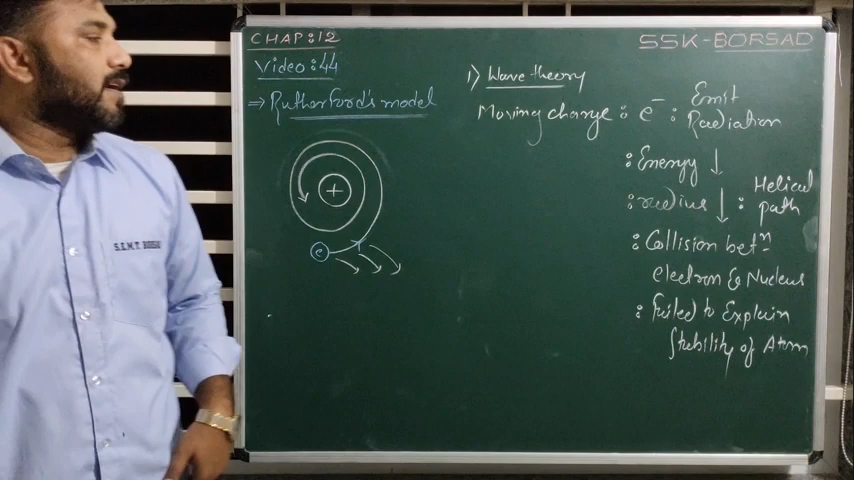 CHAP:12
SSK-BORSAD
Video:44
⇒ Rutherford's model
1) Wave theory
Moving charge : e⁻ : Emit
Radiation
: Energy ↓
: radius ↓ : Helical
path
: Collision betⁿ
electron & Nucleus
: Failed to Explain
Stability of Atom
+
e
S.E.M.T. BORSAD